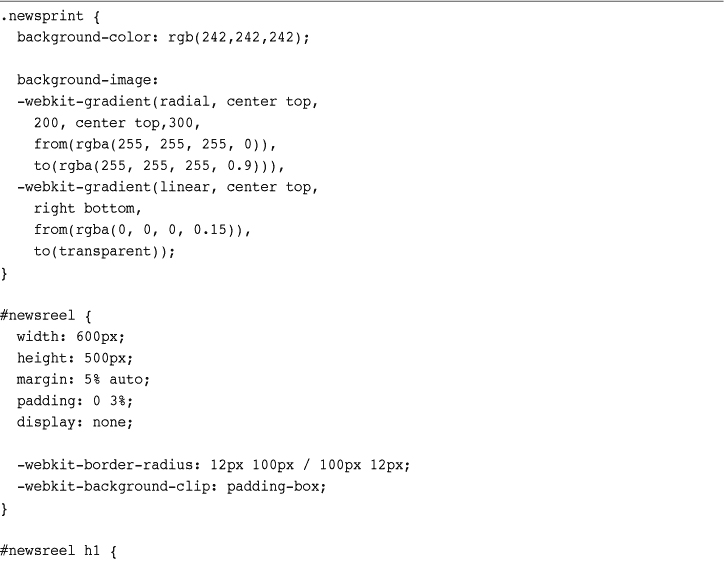 .newsprint {
  background-color: rgb(242,242,242);

  background-image:
  -webkit-gradient(radial, center top,
    200, center top,300,
    from(rgba(255, 255, 255, 0)),
    to(rgba(255, 255, 255, 0.9))),
  -webkit-gradient(linear, center top,
    right bottom,
    from(rgba(0, 0, 0, 0.15)),
    to(transparent));
}

#newsreel {
  width: 600px;
  height: 500px;
  margin: 5% auto;
  padding: 0 3%;
  display: none;

  -webkit-border-radius: 12px 100px / 100px 12px;
  -webkit-background-clip: padding-box;
}

#newsreel h1 {